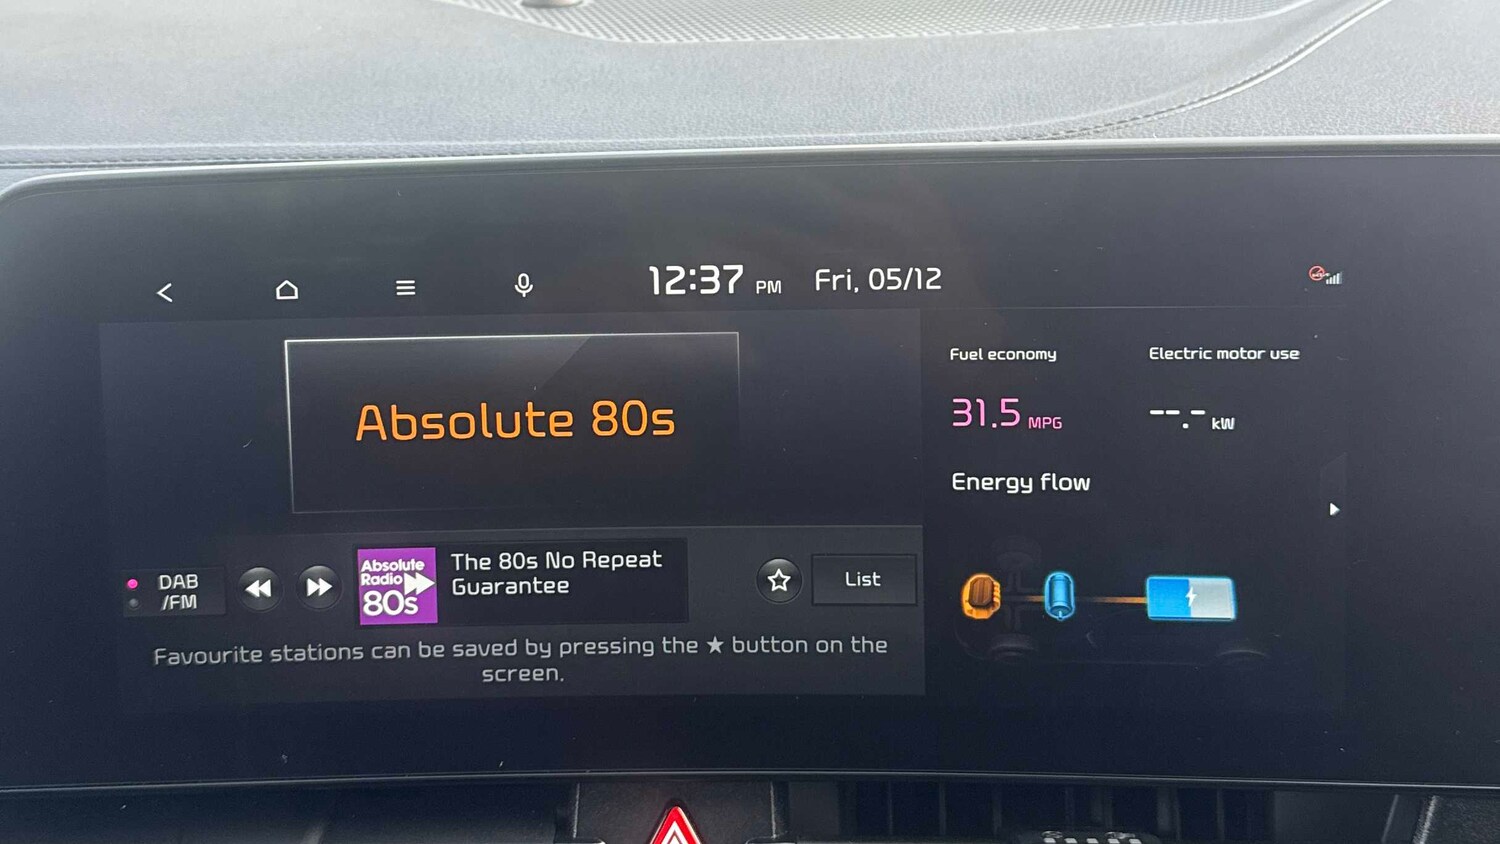 12:37 PM Fri, 05/12
Absolute 80s
DAB
/FM
Absolute
Radio
80s
The 80s No Repeat
Guarantee
List
Favourite stations can be saved by pressing the ★ button on the
screen.
Fuel economy
31.5 MPG
Electric motor use
--.- kW
Energy flow